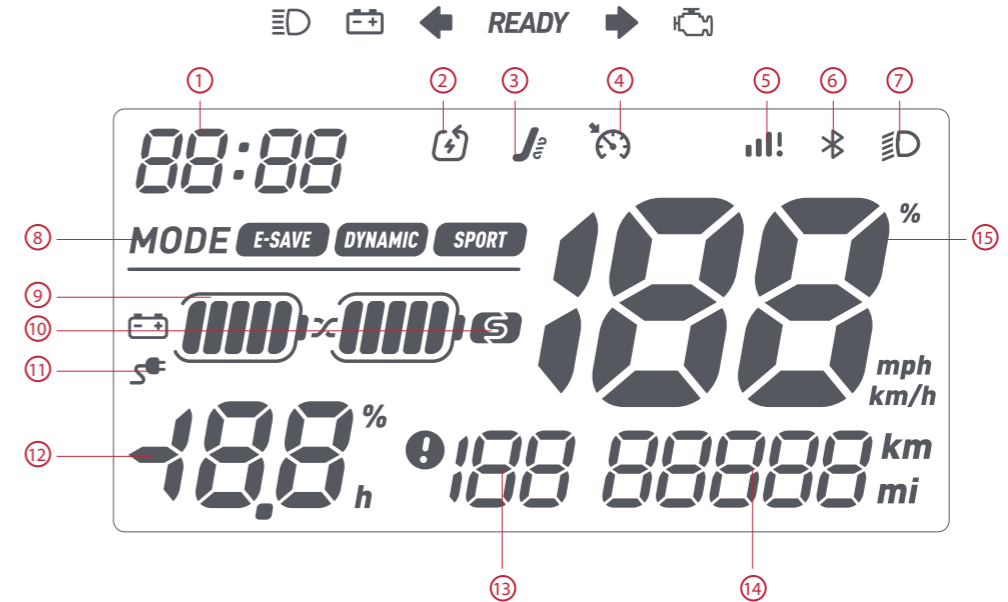 READY
1 2 3 4 5 6 7
88:88
8 MODE E-SAVE DYNAMIC SPORT
% 15
9
10 S
11
mph
km/h
12 18.8 % h
! 188 88888 km
mi
188
13 14